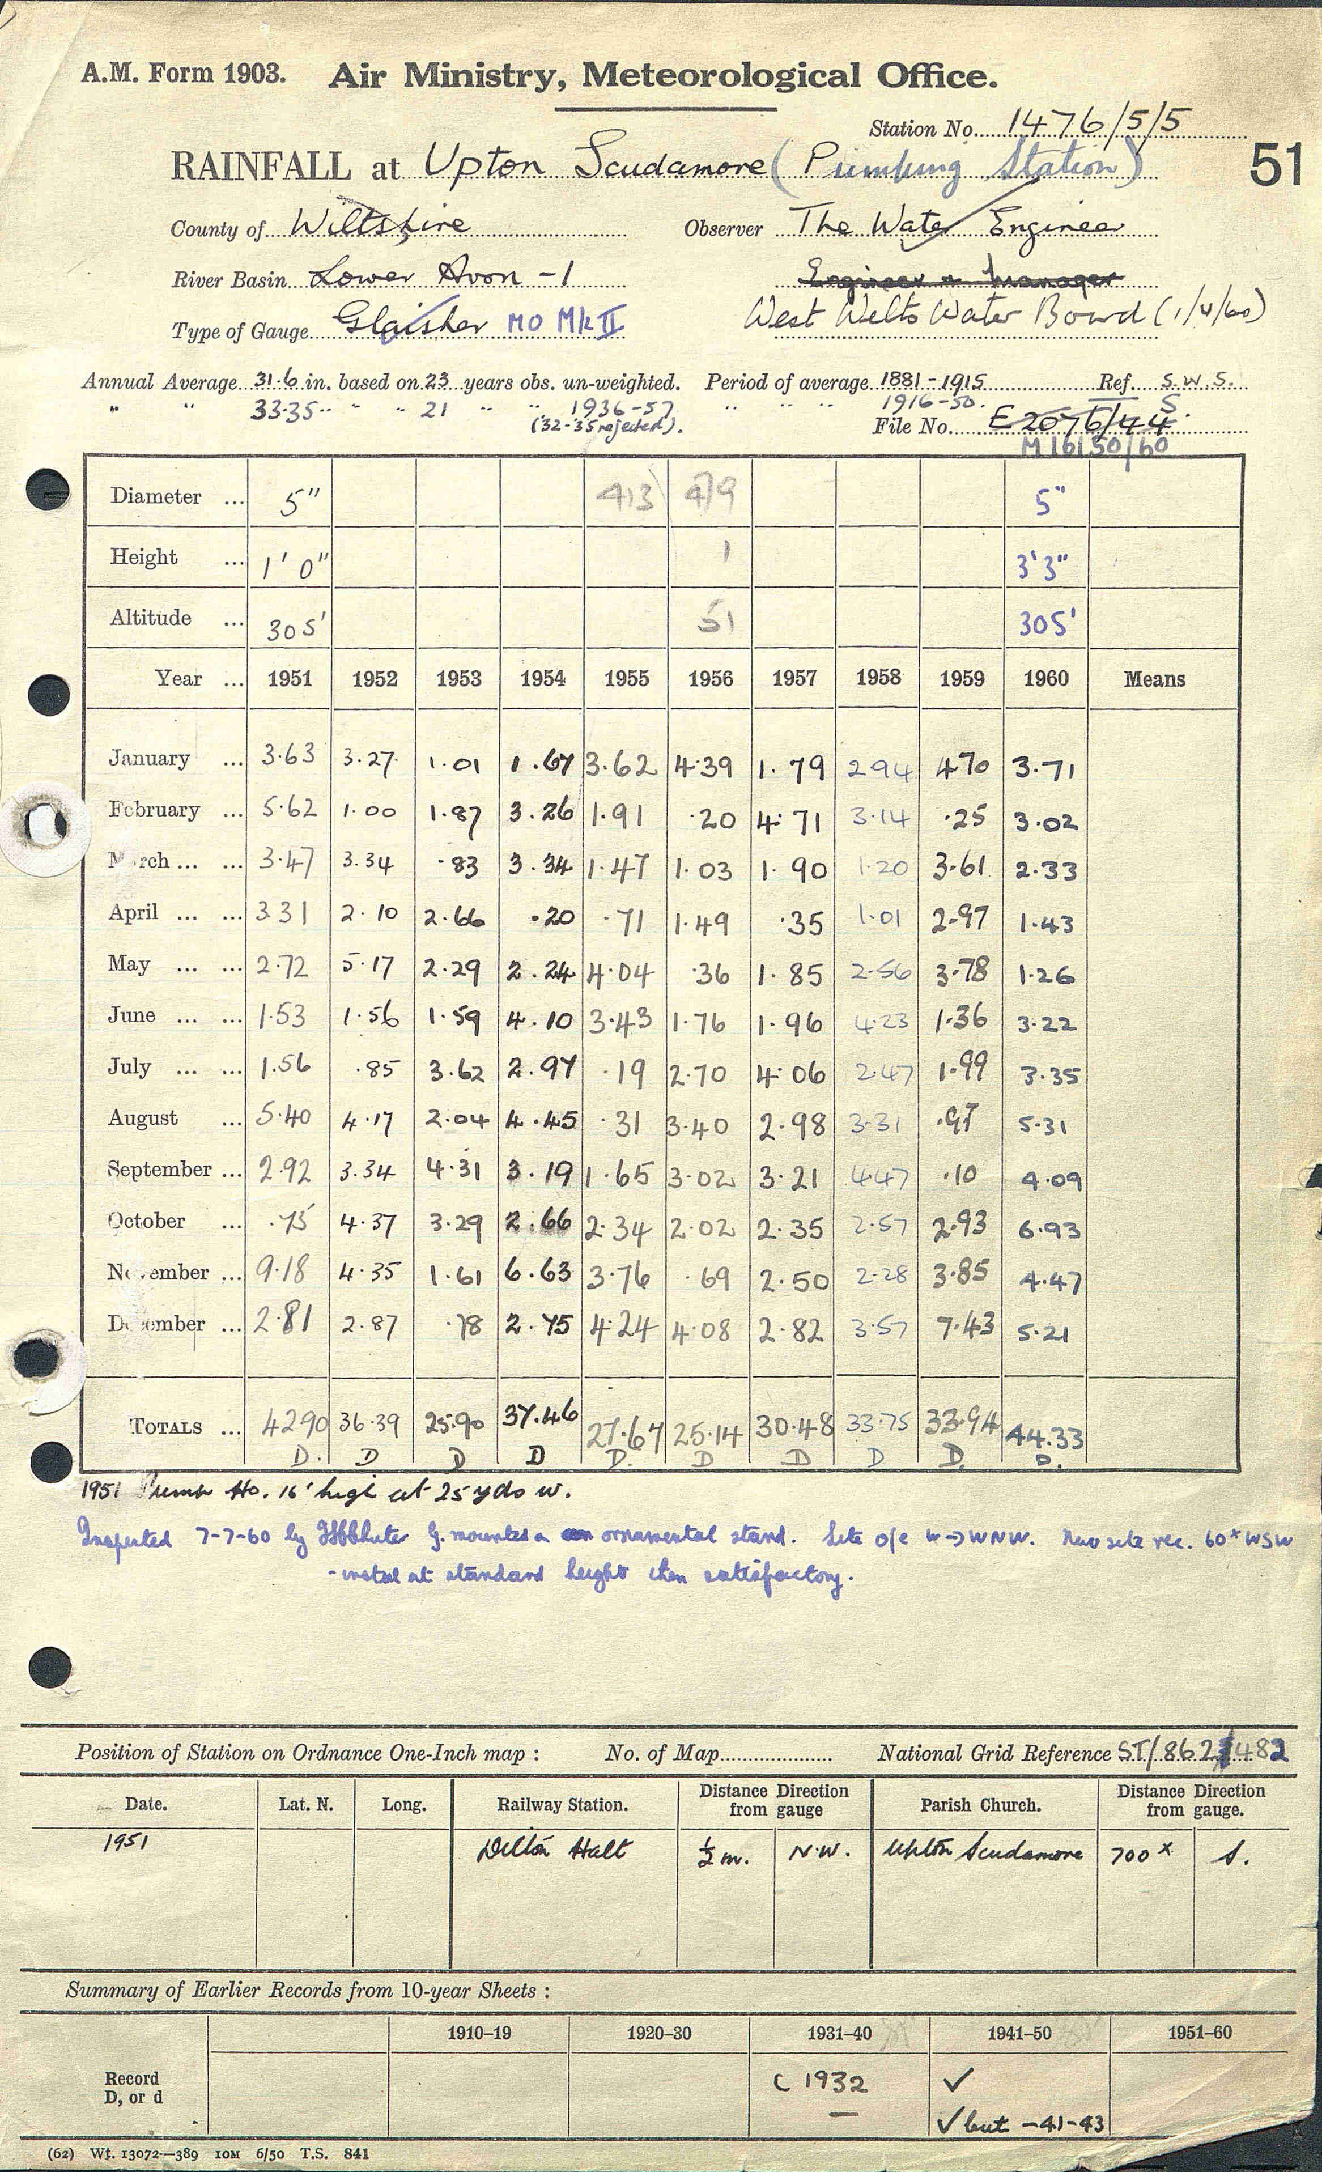 A.M. Form 1903. Air Ministry, Meteorological Office.
Station No. 1476/5/5
RAINFALL at Upton Scudamore (Pumping Station) 51
County of Wiltshire Observer The Water Engineer
River Basin Lower Avon -1 Engineer & Manager
Type of Gauge Glaisher MO Mk II West Wilts Water Board (1/4/60)
Annual Average 31.6 in. based on 23 years obs. un-weighted. Period of average 1881-1915 Ref. S.W.S.
" " 33.35 " " " 21 " " 1936-57 " " " 1916-50. S.
(32-35 rejected). File No. E 2076/44
M 16150/60
Diameter ... 5" 413 479 5"
Height ... 1' 0" 1 3'3"
Altitude ... 305' 51 305'
Year ... 1951 1952 1953 1954 1955 1956 1957 1958 1959 1960 Means
January ... 3.63 3.27 1.01 1.67 3.62 4.39 1.79 2.94 4.70 3.71
February ... 5.62 1.00 1.87 3.26 1.91 .20 4.71 3.14 .25 3.02
March ... ... 3.47 3.34 .83 3.34 1.47 1.03 1.90 1.20 3.61 2.33
April ... ... 3.31 2.10 2.66 .20 .71 1.49 .35 1.01 2.97 1.43
May ... ... 2.72 5.17 2.29 2.24 4.04 .36 1.85 2.56 3.78 1.26
June ... ... 1.53 1.56 1.59 4.10 3.43 1.76 1.96 4.23 1.36 3.22
July ... ... 1.56 .85 3.62 2.97 .19 2.70 4.06 2.47 1.99 3.35
August ... 5.40 4.17 2.04 4.45 .31 3.40 2.98 3.31 .97 5.31
September ... 2.92 3.34 4.31 3.19 1.65 3.02 3.21 4.47 .10 4.09
October ... .75 4.37 3.29 2.66 2.34 2.02 2.35 2.57 2.93 6.93
November ... 9.18 4.35 1.61 6.63 3.76 .69 2.50 2.28 3.85 4.47
December ... 2.81 2.87 .78 2.75 4.24 4.08 2.82 3.57 7.43 5.21
TOTALS ... 42.90 36.39 25.90 37.46 27.67 25.14 30.48 33.75 33.94 44.33
D. D D D D. D D D D. D.
1951 Pump Ho. 16' high at 25 yds W.
Inspected 7-7-60 by G. mounted on ornamental stand. Site o/e W→WNW. New site rec. 60x WSW
- instal at standard height then satisfactory.
Position of Station on Ordnance One-Inch map : No. of Map National Grid Reference ST/862 482
Date. Lat. N. Long. Railway Station. Distance Direction from gauge Parish Church. Distance Direction from gauge.
1951 Dilton Halt ½ m. N.W. Upton Scudamore 700x S.
Summary of Earlier Records from 10-year Sheets :
1910–19 1920–30 1931–40 1941–50 1951–60
Record D, or d C 1932 ✓
— ✓ but -41-43
(62) Wt. 13072—389 10M 6/50 T.S. 841